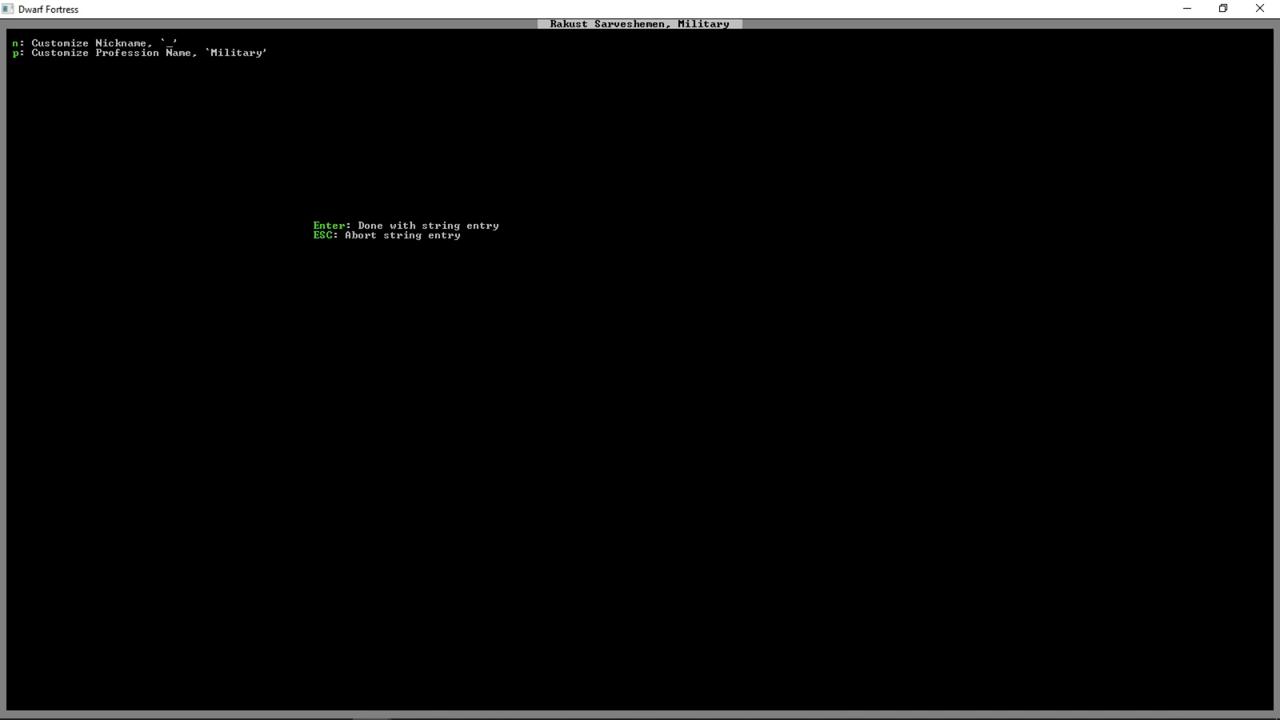 Dwarf Fortress
Rakust Sarveshemen, Military
n: Customize Nickname, `_'
p: Customize Profession Name, `Military'
Enter: Done with string entry
ESC: Abort string entry